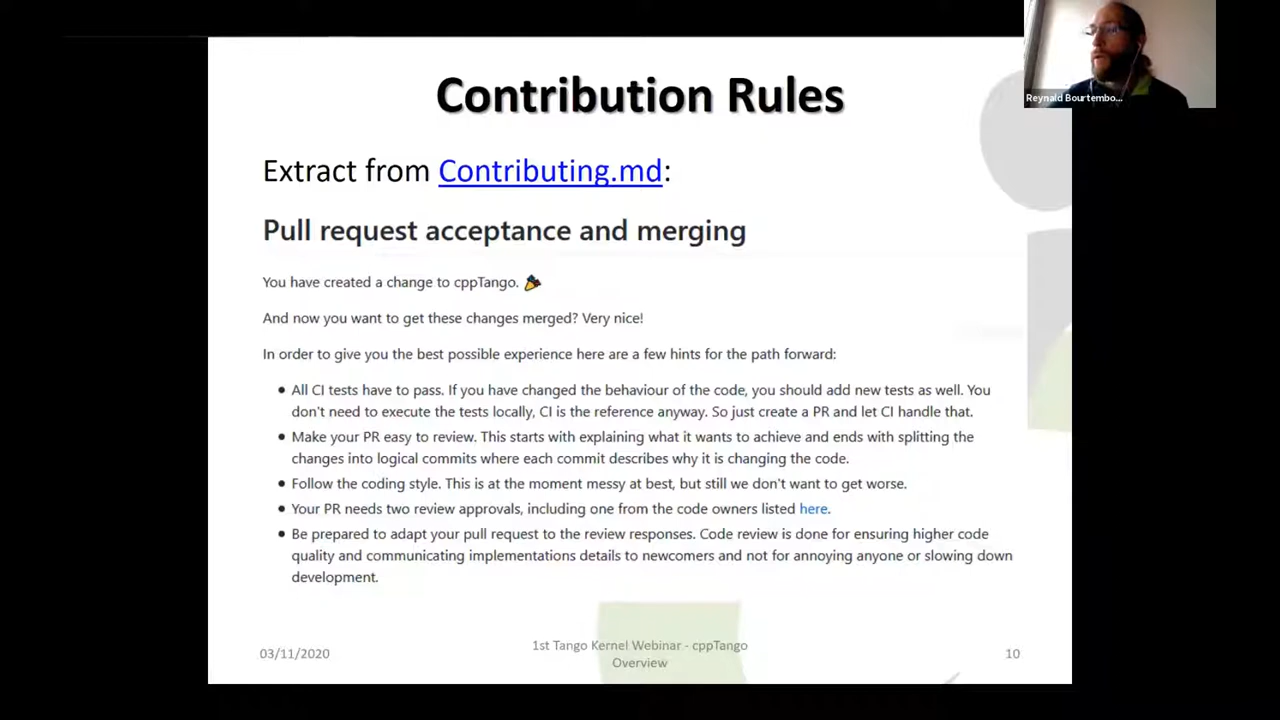 Contribution Rules
Reynald Bourtembo...
Extract from Contributing.md:
Pull request acceptance and merging
You have created a change to cppTango.
And now you want to get these changes merged? Very nice!
In order to give you the best possible experience here are a few hints for the path forward:
All CI tests have to pass. If you have changed the behaviour of the code, you should add new tests as well. You
don't need to execute the tests locally, CI is the reference anyway. So just create a PR and let CI handle that.
Make your PR easy to review. This starts with explaining what it wants to achieve and ends with splitting the
changes into logical commits where each commit describes why it is changing the code.
Follow the coding style. This is at the moment messy at best, but still we don't want to get worse.
Your PR needs two review approvals, including one from the code owners listed here.
Be prepared to adapt your pull request to the review responses. Code review is done for ensuring higher code
quality and communicating implementations details to newcomers and not for annoying anyone or slowing down
development.
03/11/2020
1st Tango Kernel Webinar - cppTango
Overview
10